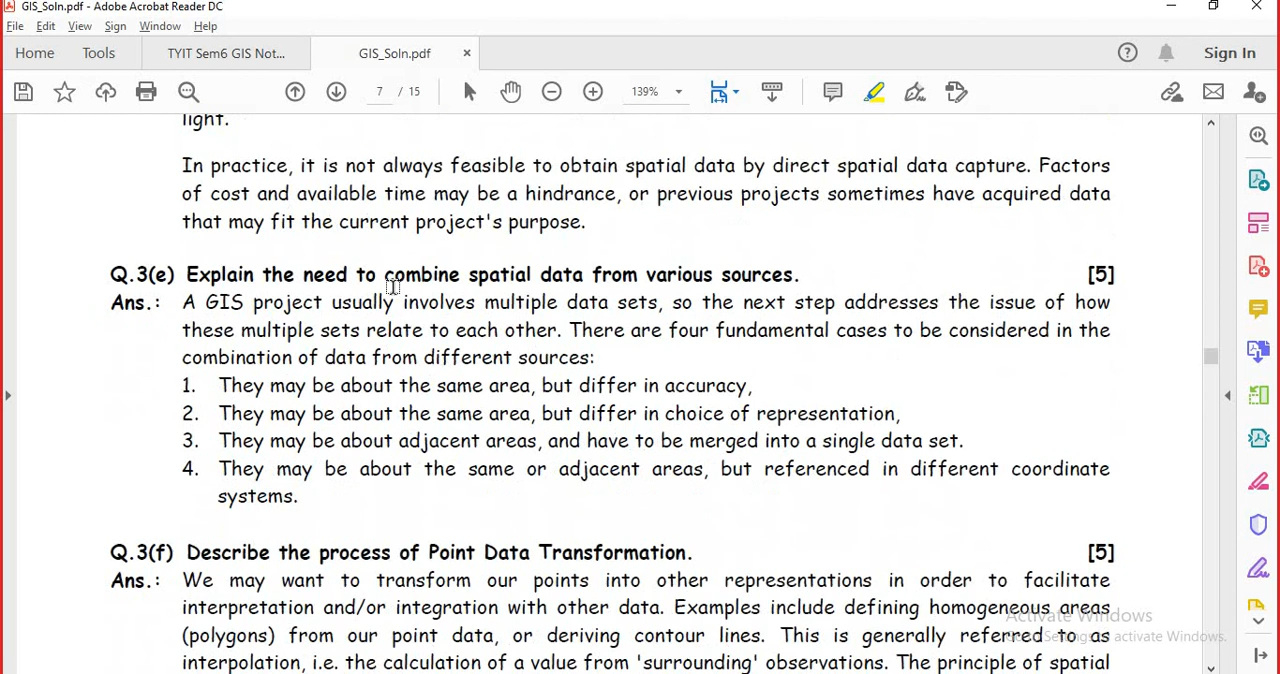 GIS_Soln.pdf - Adobe Acrobat Reader DC
File Edit View Sign Window Help
Home Tools TYIT Sem6 GIS Not... GIS_Soln.pdf × Sign In
7 / 15 139%
light.
In practice, it is not always feasible to obtain spatial data by direct spatial data capture. Factors
of cost and available time may be a hindrance, or previous projects sometimes have acquired data
that may fit the current project's purpose.
Q.3(e) Explain the need to combine spatial data from various sources. [5]
Ans.: A GIS project usually involves multiple data sets, so the next step addresses the issue of how
these multiple sets relate to each other. There are four fundamental cases to be considered in the
combination of data from different sources:
1. They may be about the same area, but differ in accuracy,
2. They may be about the same area, but differ in choice of representation,
3. They may be about adjacent areas, and have to be merged into a single data set.
4. They may be about the same or adjacent areas, but referenced in different coordinate
systems.
Q.3(f) Describe the process of Point Data Transformation. [5]
Ans.: We may want to transform our points into other representations in order to facilitate
interpretation and/or integration with other data. Examples include defining homogeneous areas
Activate Windows
(polygons) from our point data, or deriving contour lines. This is generally referred to as
Go to Settings to activate Windows.
interpolation, i.e. the calculation of a value from 'surrounding' observations. The principle of spatial